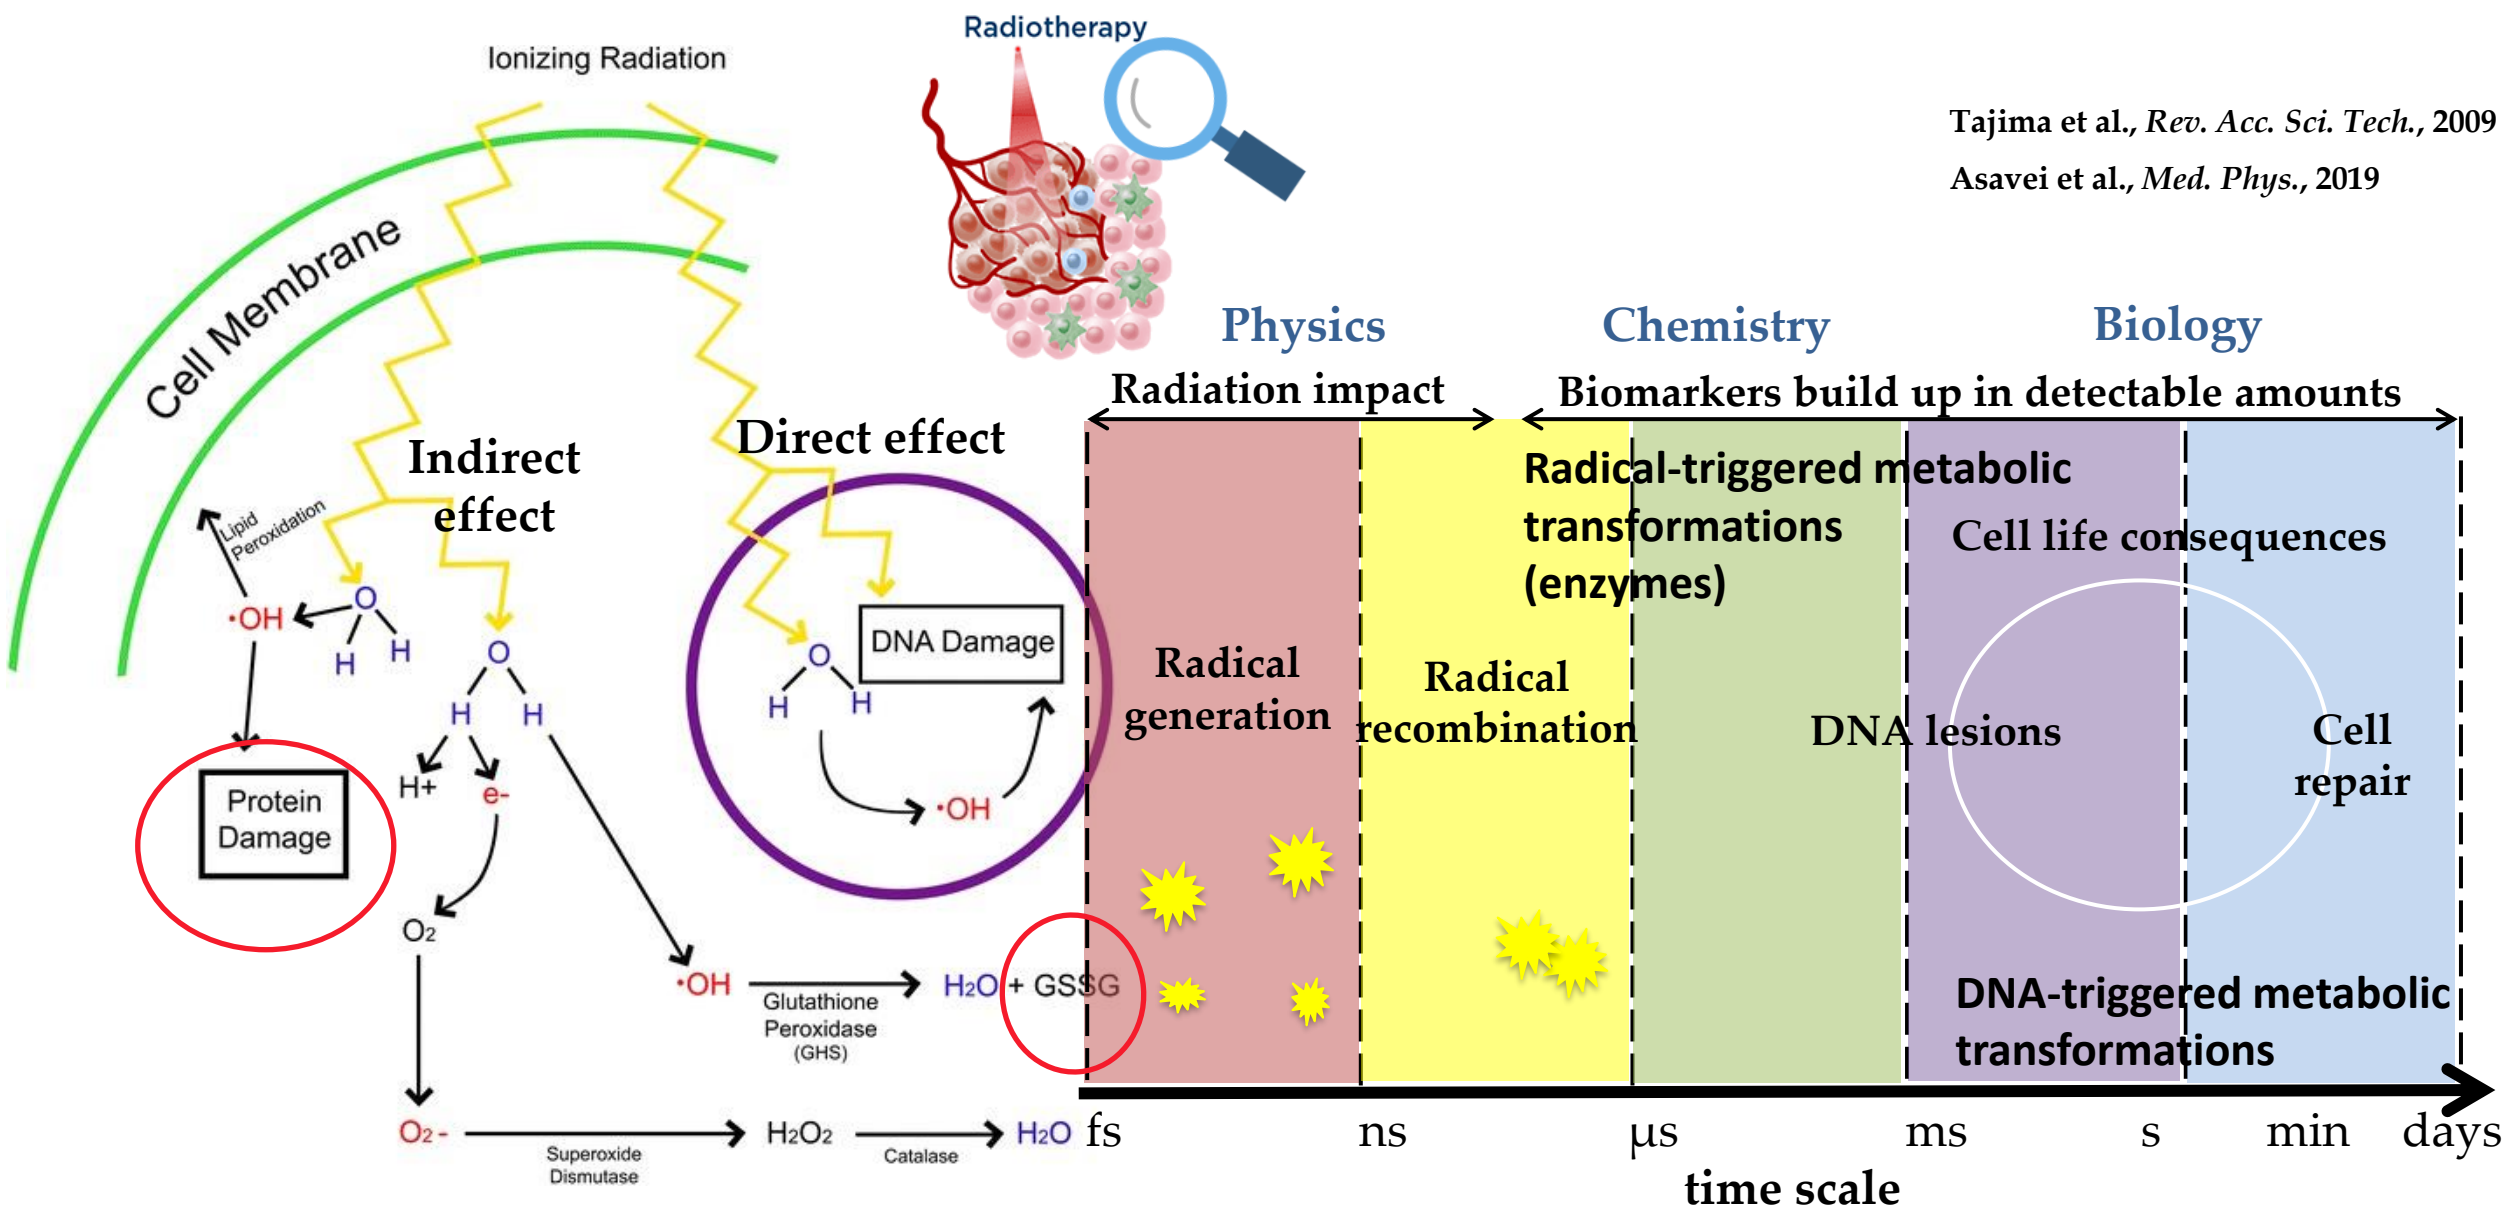 Radiotherapy
Ionizing Radiation
Tajima et al., Rev. Acc. Sci. Tech., 2009
Asavei et al., Med. Phys., 2019
Cell Membrane
Indirect
effect
Direct effect
Lipid
Peroxidation
•OH
O
H
H
O
H
H
H+
e-
Protein
Damage
O2
O2 -
Superoxide
Dismutase
H2O2
Catalase
H2O
•OH
Glutathione
Peroxidase
(GHS)
H2O + GSSG
DNA Damage
O
H
H
•OH
Physics
Chemistry
Biology
Radiation impact
Biomarkers build up in detectable amounts
Radical-triggered metabolic
transformations
(enzymes)
Cell life consequences
Radical
generation
Radical
recombination
DNA lesions
Cell
repair
DNA-triggered metabolic
transformations
fs
ns
μs
ms
s
min
days
time scale